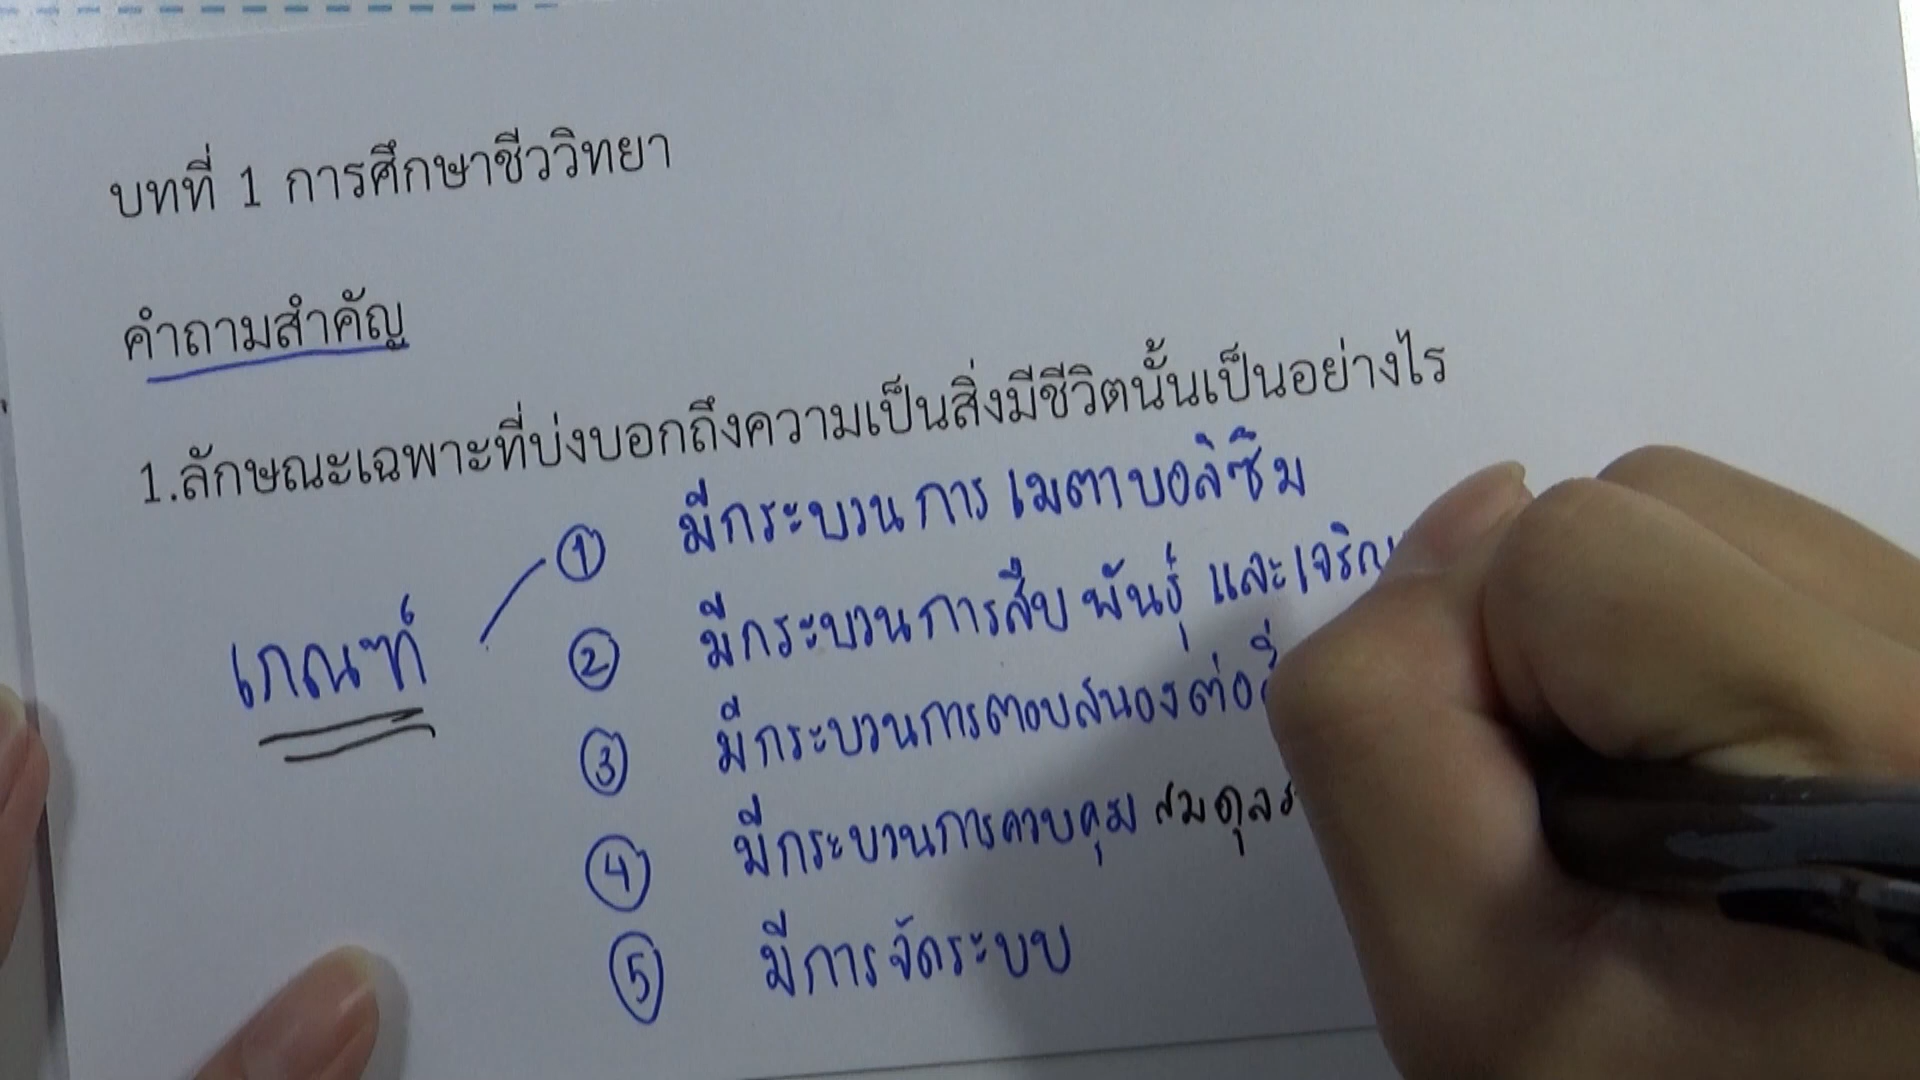 บทที่ 1 การศึกษาชีววิทยา
คำถามสำคัญ
1.ลักษณะเฉพาะที่บ่งบอกถึงความเป็นสิ่งมีชีวิตนั้นเป็นอย่างไร
เกณฑ์
① มีกระบวนการเมตาบอลิซึม
② มีกระบวนการสืบพันธุ์ และเจริญ
③ มีกระบวนการตอบสนองต่อ
④ มีกระบวนการควบคุม สมดุล
⑤ มีการจัดระบบ